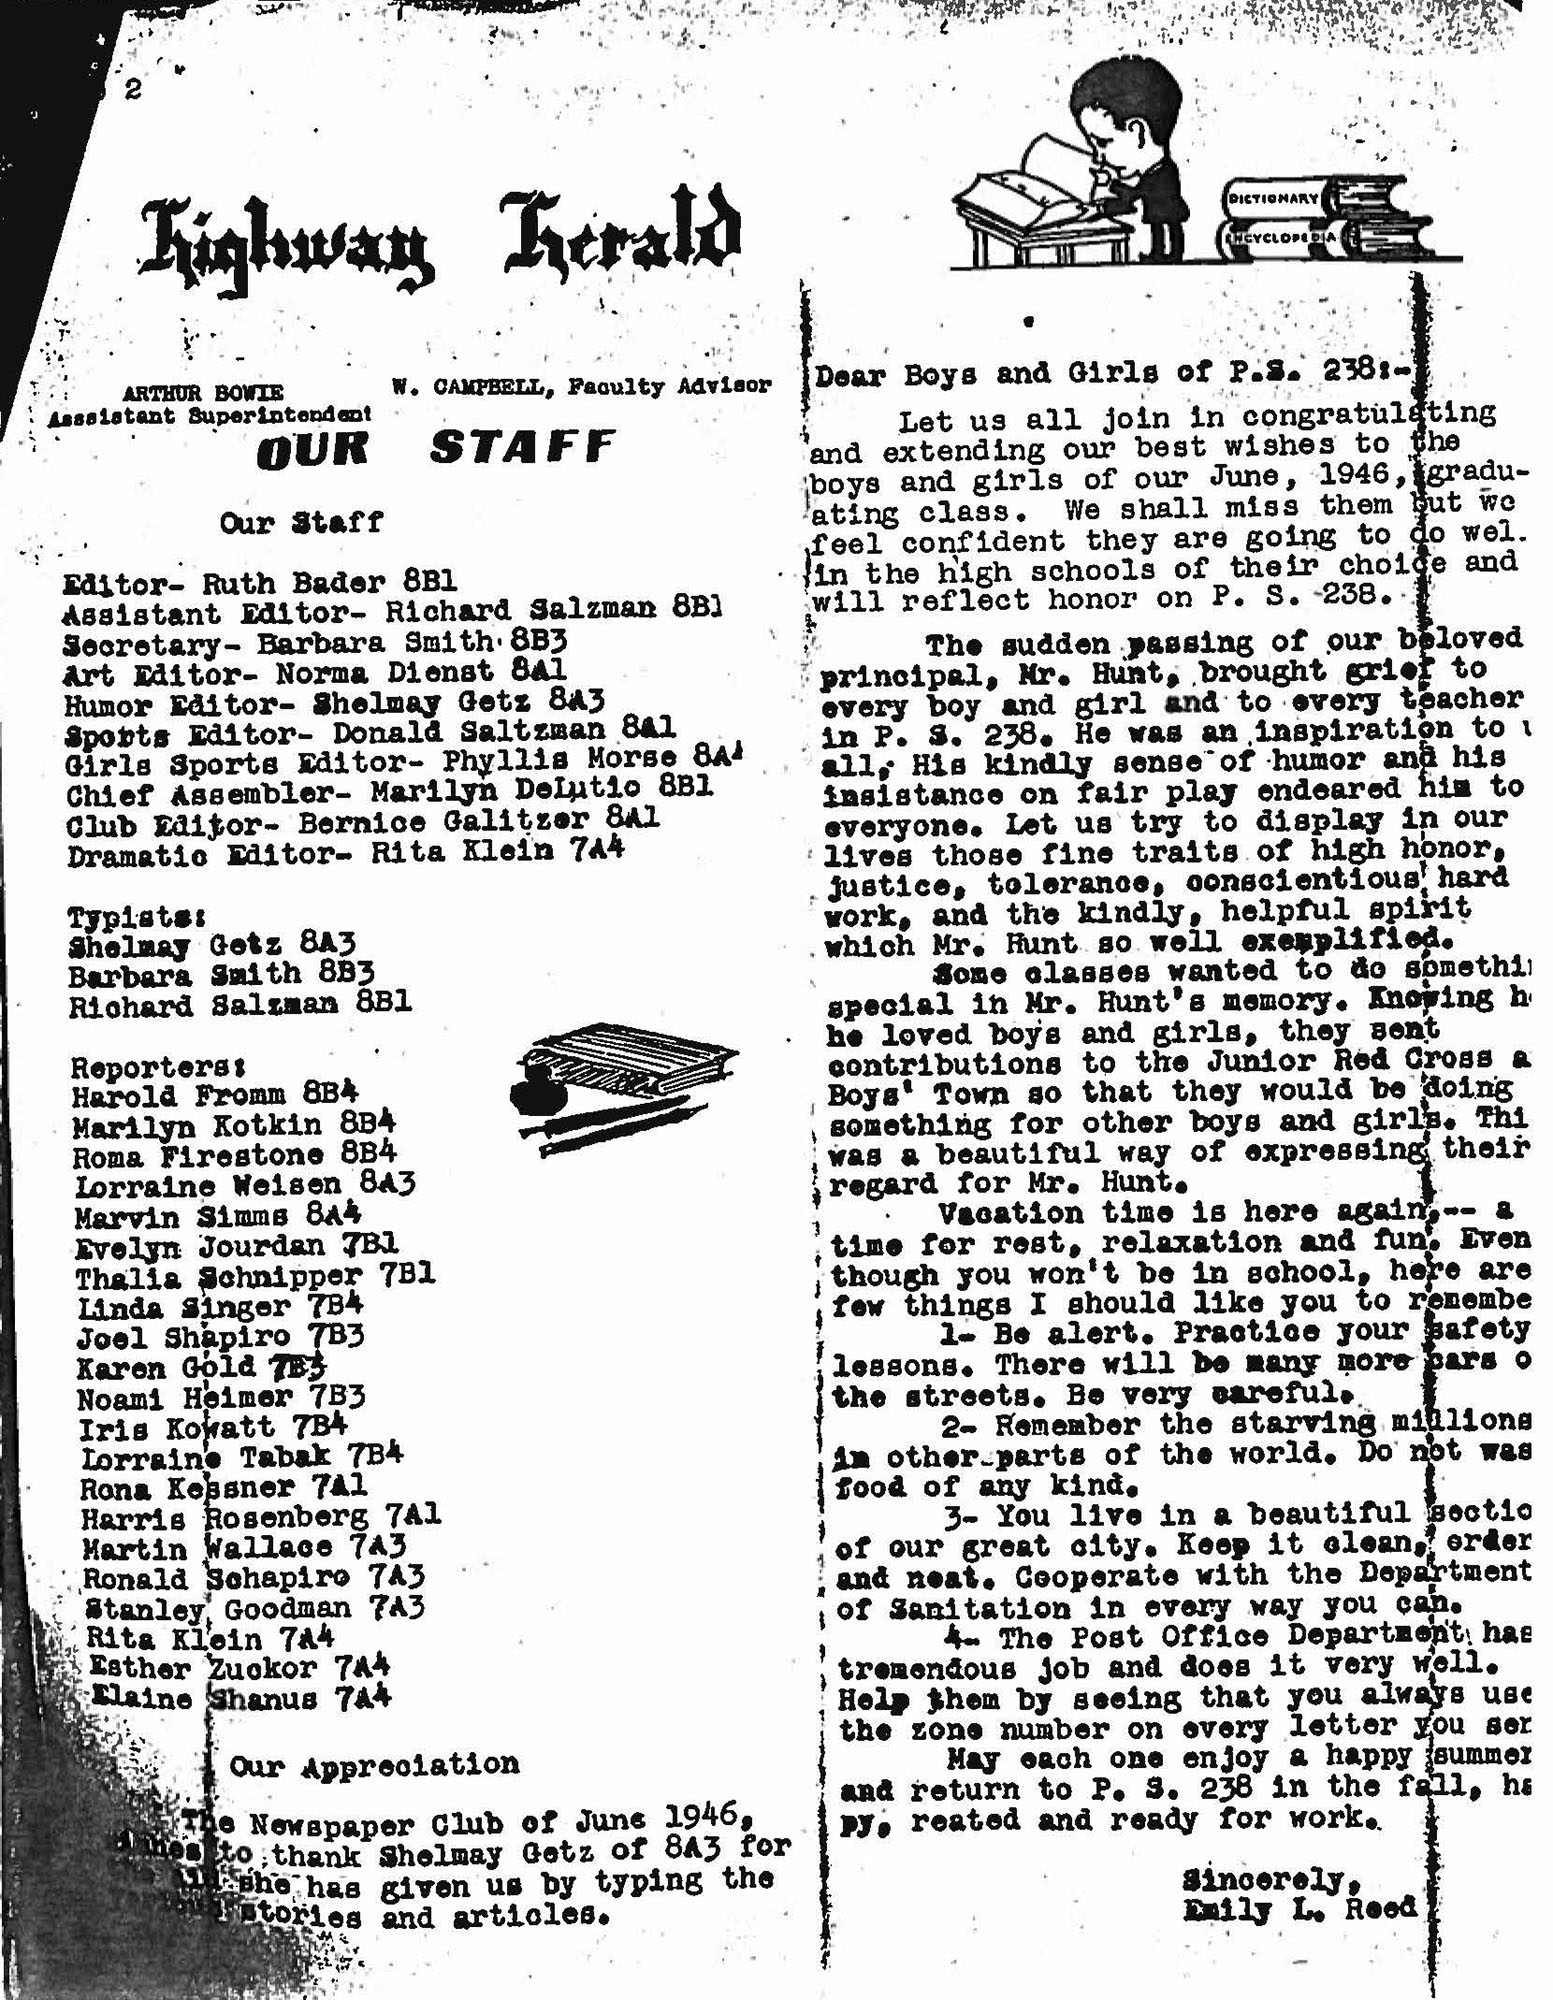 2
Highway Herald
ARTHUR BOWIE
Asssistant Superintendent
W. CAMPBELL, Faculty Advisor
OUR STAFF
Our Staff
Editor- Ruth Bader 8B1
Assistant Editor- Richard Salzman 8B1
Secretary- Barbara Smith 8B3
Art Editor- Norma Dienst 8A1
Humor Editor- Shelmay Getz 8A3
Sports Editor- Donald Saltzman 8A1
Girls Sports Editor- Phyllis Morse 8A1
Chief Assembler- Marilyn DeLutio 8B1
Club Editor- Bernice Galitzer 8A1
Dramatic Editor- Rita Klein 7A4
Typists:
Shelmay Getz 8A3
Barbara Smith 8B3
Richard Salzman 8B1
Reporters:
Harold Fromm 8B4
Marilyn Kotkin 8B4
Roma Firestone 8B4
Lorraine Weisen 8A3
Marvin Simms 8A4
Evelyn Jourdan 7B1
Thalia Schnipper 7B1
Linda Singer 7B4
Joel Shapiro 7B3
Karen Gold 7B3
Noami Heimer 7B3
Iris Kowatt 7B4
Lorraine Tabak 7B4
Rona Kessner 7A1
Harris Rosenberg 7A1
Martin Wallace 7A3
Ronald Schapiro 7A3
Stanley Goodman 7A3
Rita Klein 7A4
Esther Zuckor 7A4
Elaine Shanus 7A4
Our Appreciation
The Newspaper Club of June 1946,
to thank Shelmay Getz of 8A3 for
she has given us by typing the
stories and articles.
DICTIONARY
ENCYCLOPEDIA
Dear Boys and Girls of P.S. 238:-
Let us all join in congratulating
and extending our best wishes to the
boys and girls of our June, 1946, gradu-
ating class. We shall miss them but we
feel confident they are going to do wel.
in the high schools of their choice and
will reflect honor on P. S. 238.
The sudden passing of our beloved
principal, Mr. Hunt, brought grief to
every boy and girl and to every teacher
in P. S. 238. He was an inspiration to
all, His kindly sense of humor and his
insistance on fair play endeared him to
everyone. Let us try to display in our
lives those fine traits of high honor,
justice, tolerance, conscientious hard
work, and the kindly, helpful spirit
which Mr. Hunt so well exemplified.
Some classes wanted to do somethi
special in Mr. Hunt's memory. Knowing h
he loved boys and girls, they sent
contributions to the Junior Red Cross a
Boys' Town so that they would be doing
something for other boys and girls. Thi
was a beautiful way of expressing their
regard for Mr. Hunt.
Vacation time is here again,-- a
time for rest, relaxation and fun. Even
though you won't be in school, here are
few things I should like you to remembe
1- Be alert. Practice your safety
lessons. There will be many more cars o
the streets. Be very careful.
2- Remember the starving millions
in other parts of the world. Do not was
food of any kind.
3- You live in a beautiful sectio
of our great city. Keep it clean, order
and neat. Cooperate with the Department
of Sanitation in every way you can.
4- The Post Office Department has
tremendous job and does it very well.
Help them by seeing that you always use
the zone number on every letter you sen
May each one enjoy a happy summer
and return to P. S. 238 in the fall, ha
py, rested and ready for work.
Sincerely,
Emily L. Reed